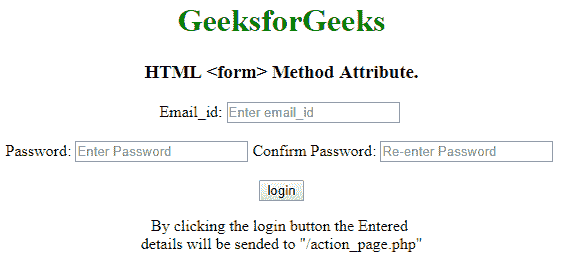 GeeksforGeeks
HTML <form> Method Attribute.
Email_id: Enter email_id
Password: Enter Password Confirm Password: Re-enter Password
login
By clicking the login button the Entered
details will be sended to "/action_page.php"